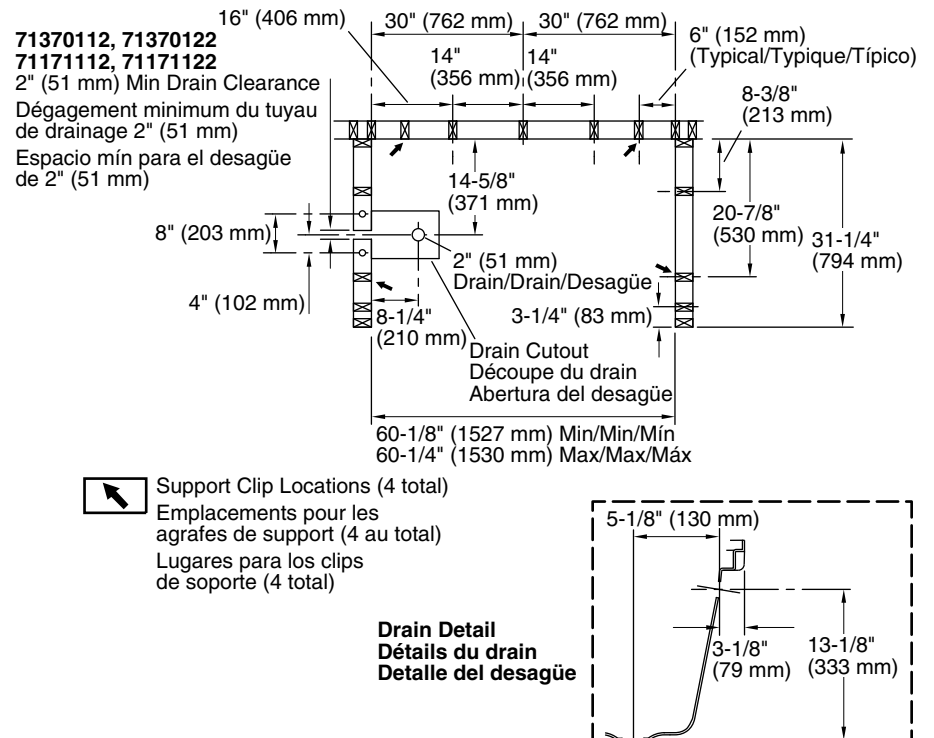 16" (406 mm)
30" (762 mm)
30" (762 mm)
71370112, 71370122
71171112, 71171122
2" (51 mm) Min Drain Clearance
Dégagement minimum du tuyau
de drainage 2" (51 mm)
Espacio mín para el desagüe
de 2" (51 mm)
14"
(356 mm)
14"
(356 mm)
6" (152 mm)
(Typical/Typique/Típico)
8-3/8"
(213 mm)
14-5/8"
(371 mm)
20-7/8"
(530 mm)
31-1/4"
(794 mm)
8" (203 mm)
2" (51 mm)
Drain/Drain/Desagüe
4" (102 mm)
8-1/4"
(210 mm)
3-1/4" (83 mm)
Drain Cutout
Découpe du drain
Abertura del desagüe
60-1/8" (1527 mm) Min/Min/Mín
60-1/4" (1530 mm) Max/Max/Máx
Support Clip Locations (4 total)
Emplacements pour les
agrafes de support (4 au total)
Lugares para los clips
de soporte (4 total)
Drain Detail
Détails du drain
Detalle del desagüe
5-1/8" (130 mm)
3-1/8"
(79 mm)
13-1/8"
(333 mm)